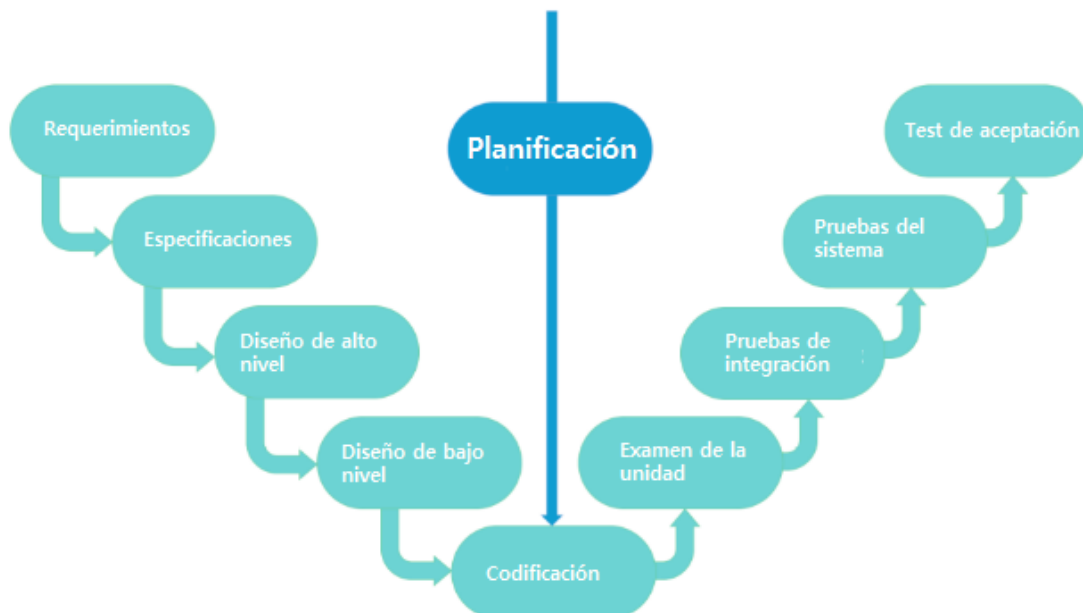 Planificación
Requerimientos
Especificaciones
Diseño de alto
nivel
Diseño de bajo
nivel
Codificación
Examen de la
unidad
Pruebas de
integración
Pruebas del
sistema
Test de aceptación